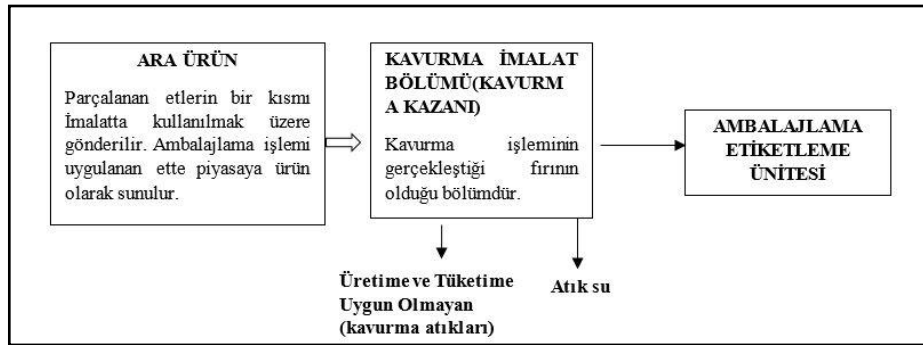 ARA ÜRÜN
Parçalanan etlerin bir kısmı
İmalatta kullanılmak üzere
gönderilir. Ambalajlama işlemi
uygulanan ette piyasaya ürün
olarak sunulur.
KAVURMA İMALAT
BÖLÜMÜ(KAVURM
A KAZANI)
Kavurma işleminin
gerçekleştiği fırının
olduğu bölümdür.
AMBALAJLAMA
ETİKETLEME
ÜNİTESİ
Üretime ve Tüketime
Uygun Olmayan
(kavurma atıkları)
Atık su